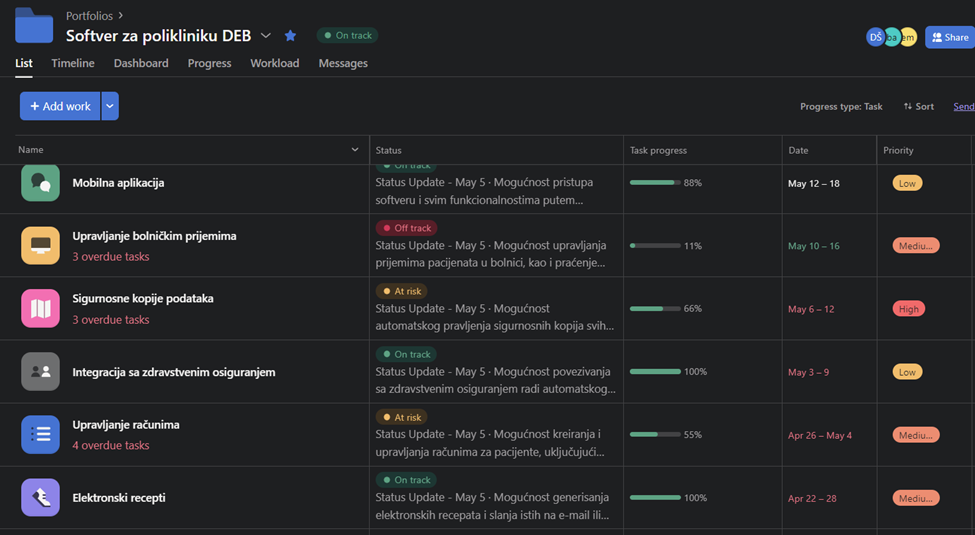 Portfolios >
Softver za polikliniku DEB
On track
DŠ ba em
Share
List Timeline Dashboard Progress Workload Messages
+ Add work
Progress type: Task
Sort
Send
Name Status Task progress Date Priority
On track
Mobilna aplikacija
Status Update - May 5 · Mogućnost pristupa
softveru i svim funkcionalnostima putem...
88%
May 12 – 18
Low
Upravljanje bolničkim prijemima
3 overdue tasks
Off track
Status Update - May 5 · Mogućnost upravljanja
prijemima pacijenata u bolnici, kao i praćenje...
11%
May 10 – 16
Mediu...
Sigurnosne kopije podataka
3 overdue tasks
At risk
Status Update - May 5 · Mogućnost
automatskog pravljenja sigurnosnih kopija svih...
66%
May 6 – 12
High
Integracija sa zdravstvenim osiguranjem
On track
Status Update - May 5 · Mogućnost povezivanja
sa zdravstvenim osiguranjem radi automatskog...
100%
May 3 – 9
Low
Upravljanje računima
4 overdue tasks
At risk
Status Update - May 5 · Mogućnost kreiranja i
upravljanja računima za pacijente, uključujući...
55%
Apr 26 – May 4
Mediu...
Elektronski recepti
On track
Status Update - May 5 · Mogućnost generisanja
elektronskih recepata i slanja istih na e-mail ili...
100%
Apr 22 – 28
Mediu...